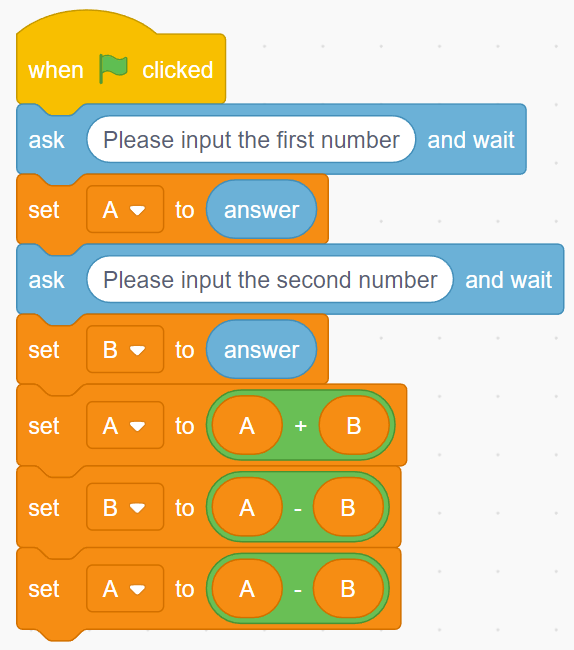 when clicked
ask Please input the first number and wait
set A to answer
ask Please input the second number and wait
set B to answer
set A to A + B
set B to A - B
set A to A - B